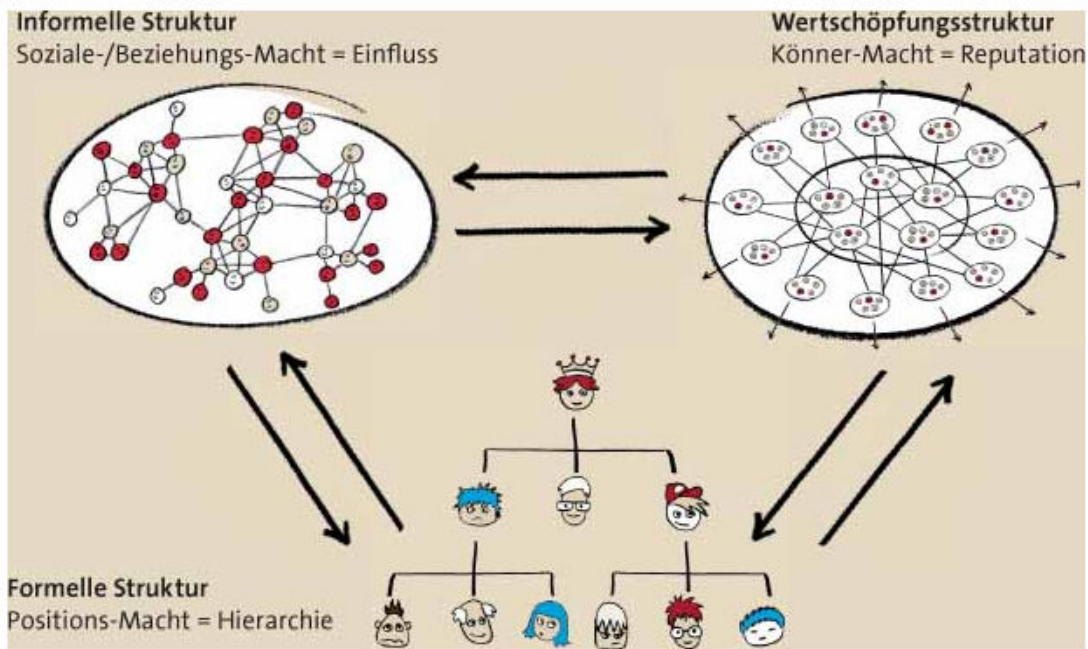 Informelle Struktur
Soziale-/Beziehungs-Macht = Einfluss
Wertschöpfungsstruktur
Könner-Macht = Reputation
Formelle Struktur
Positions-Macht = Hierarchie